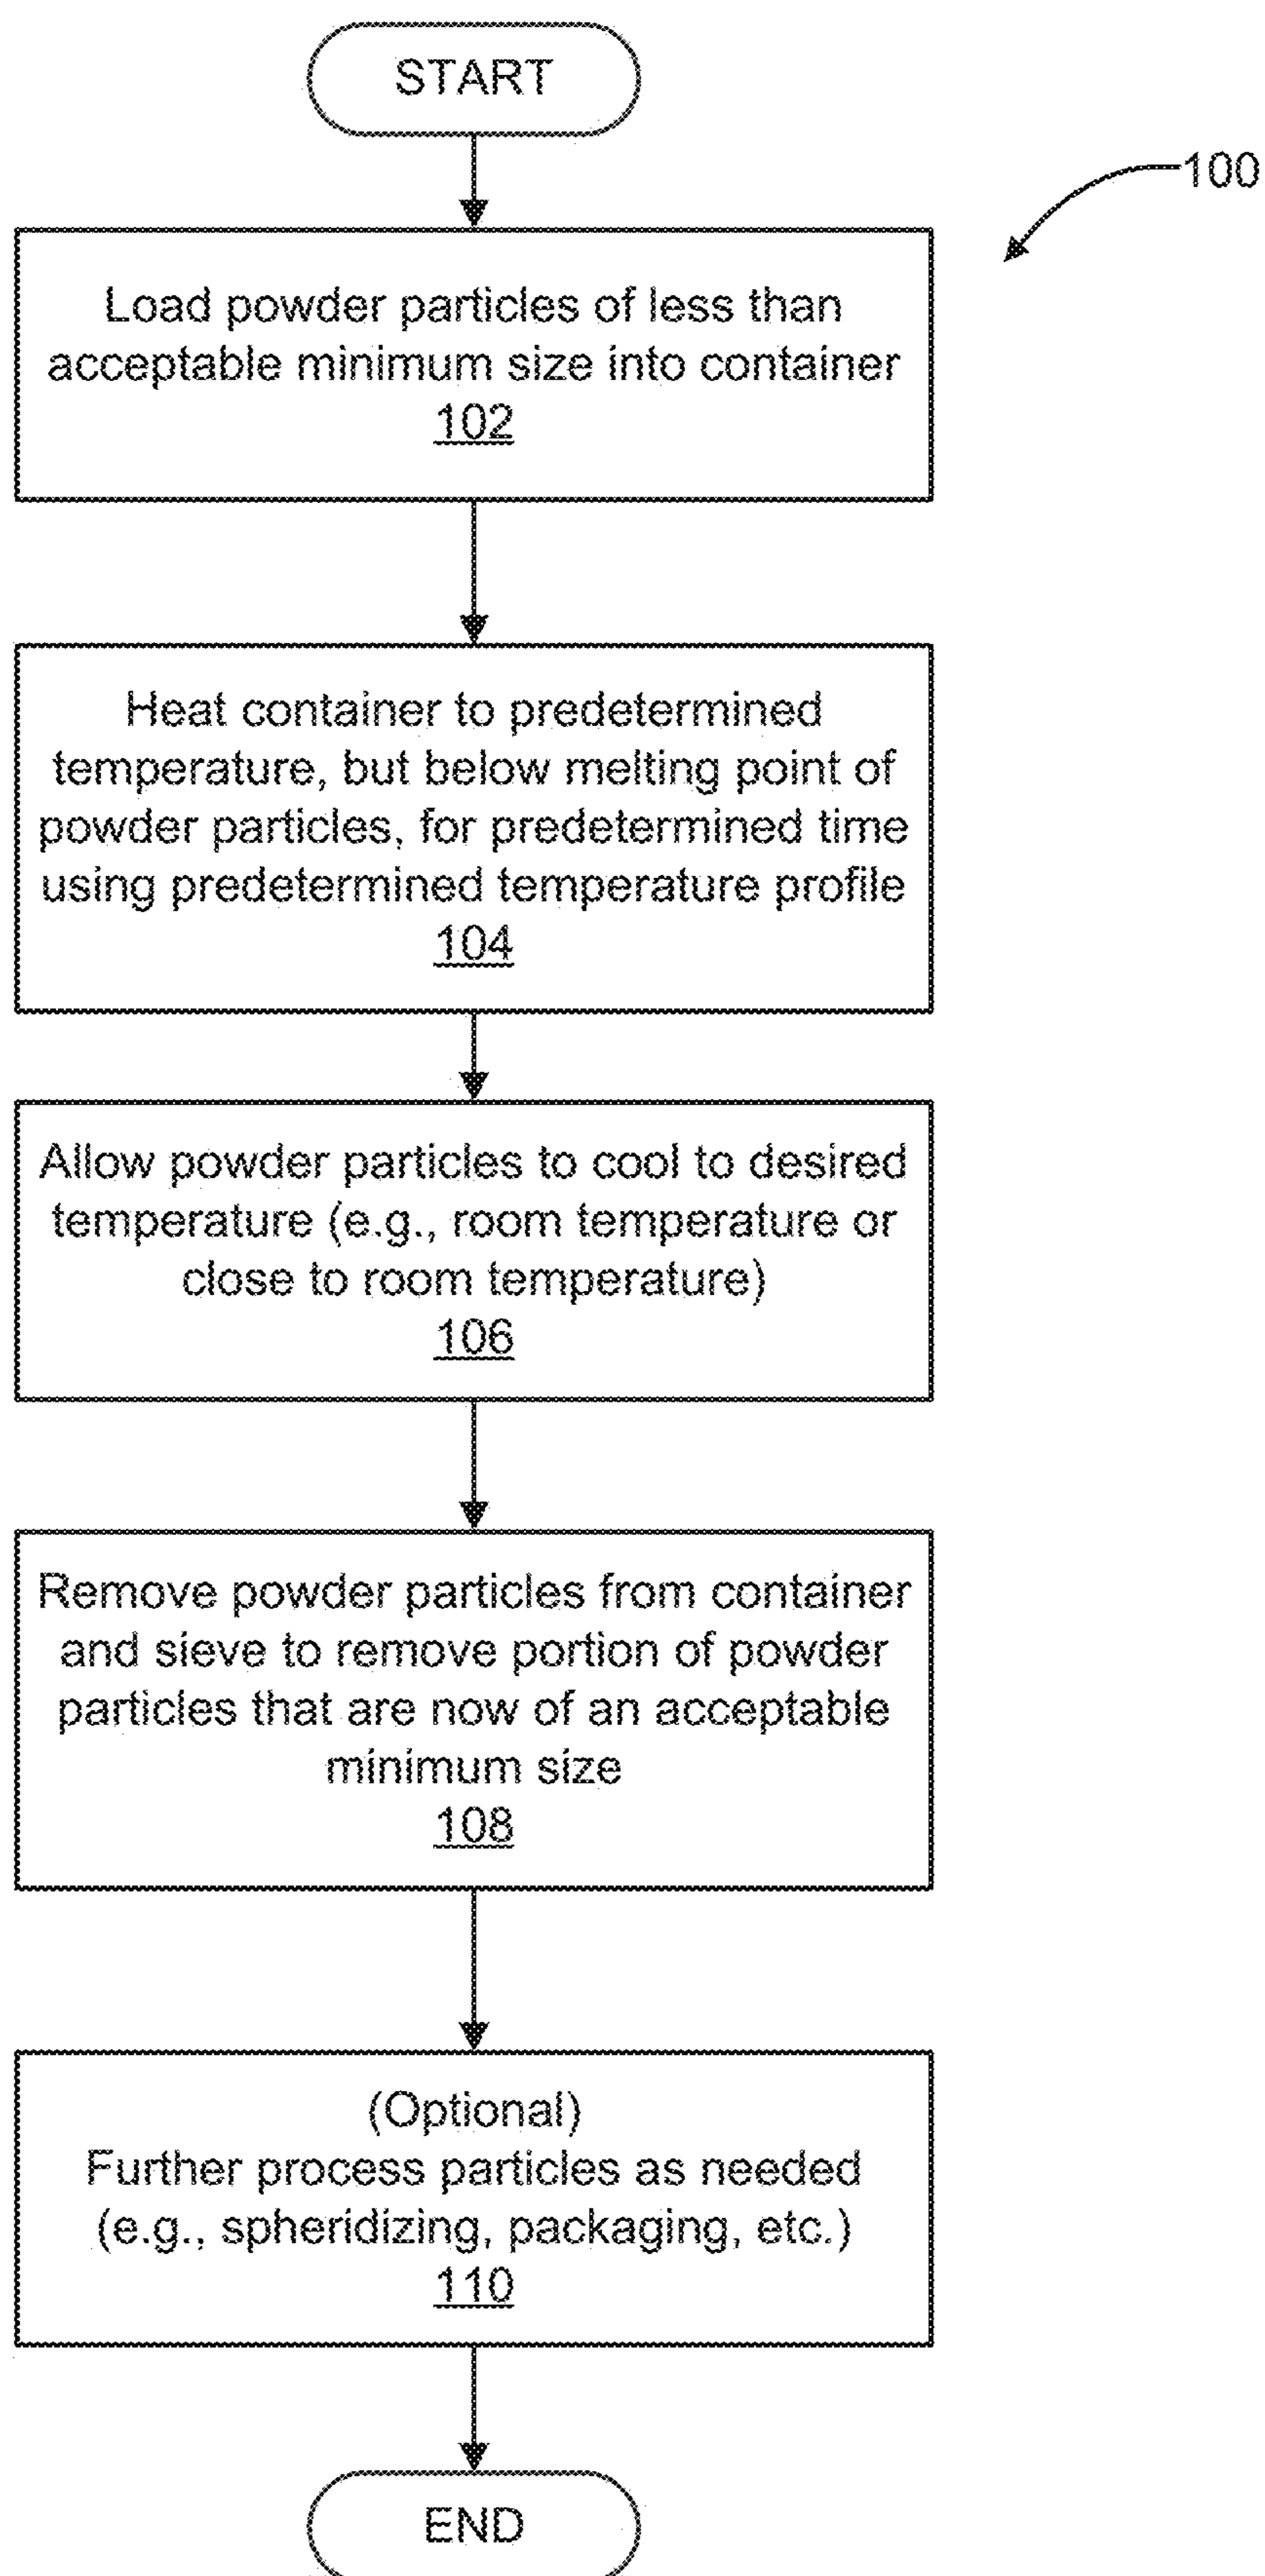 START
100
Load powder particles of less than
acceptable minimum size into container
102
Heat container to predetermined
temperature, but below melting point of
powder particles, for predetermined time
using predetermined temperature profile
104
Allow powder particles to cool to desired
temperature (e.g., room temperature or
close to room temperature)
106
Remove powder particles from container
and sieve to remove portion of powder
particles that are now of an acceptable
minimum size
108
(Optional)
Further process particles as needed
(e.g., spheridizing, packaging, etc.)
110
END